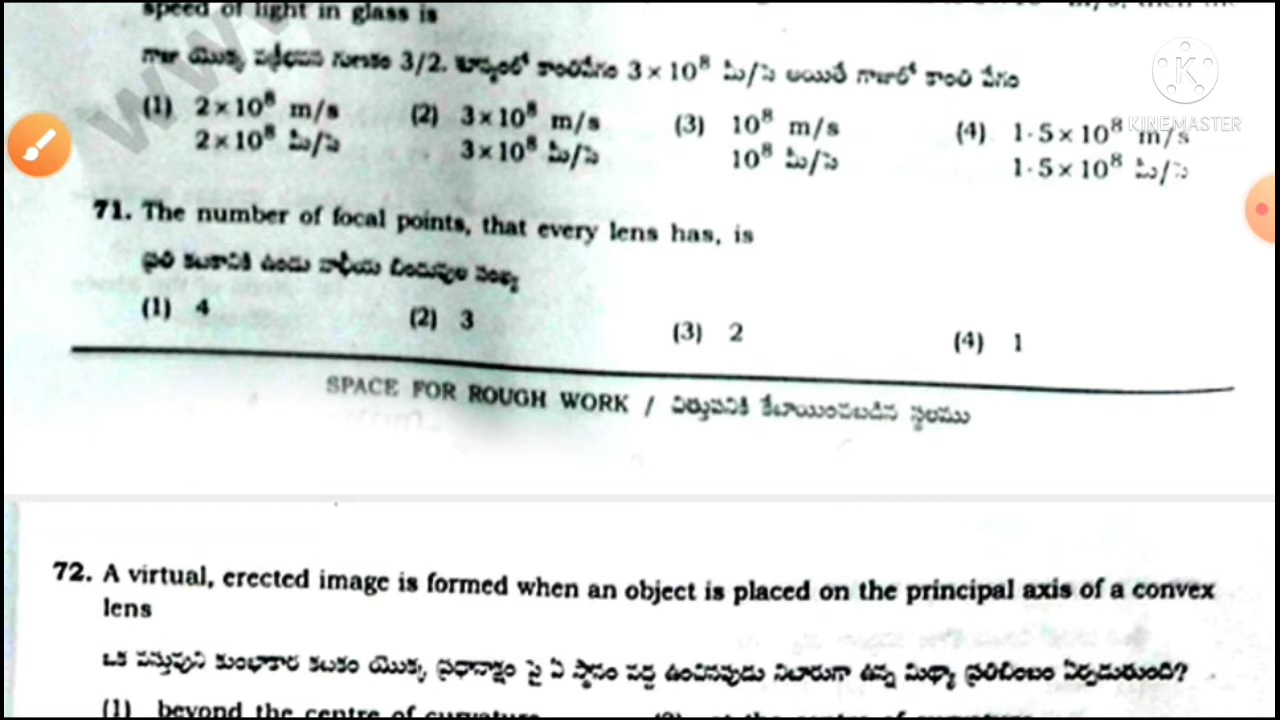 speed of light in glass is
గాజు యొక్క వక్రీభవన గుణకం 3/2. శూన్యంలో కాంతివేగం 3 × 10⁸ మీ/సె అయితే గాజులో కాంతి వేగం
(1) 2 × 10⁸ m/s (2) 3 × 10⁸ m/s (3) 10⁸ m/s (4) 1·5 × 10⁸ m/s
2 × 10⁸ మీ/సె 3 × 10⁸ మీ/సె 10⁸ మీ/సె 1·5 × 10⁸ మీ/సె
KINEMASTER
71. The number of focal points, that every lens has, is
ప్రతి కటకానికి ఉండు నాభీయ బిందువుల సంఖ్య
(1) 4 (2) 3 (3) 2 (4) 1
SPACE FOR ROUGH WORK / చిత్తుపనికి కేటాయించబడిన స్థలము
72. A virtual, erected image is formed when an object is placed on the principal axis of a convex
lens
ఒక వస్తువుని కుంభాకార కటకం యొక్క ప్రధానాక్షం పై ఏ స్థానం వద్ద ఉంచినపుడు నిటారుగా ఉన్న మిథ్యా ప్రతిబింబం ఏర్పడుతుంది?
(1) beyond the centre of curvature